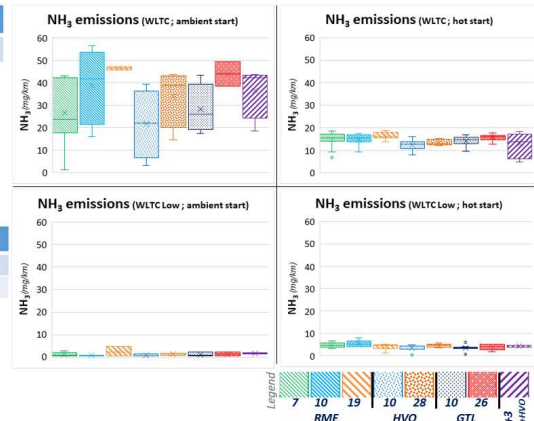 NH3 emissions (WLTC ; ambient start)
60
50
40
30
20
10
0
NH3(mg/km)
NH3 emissions (WLTC ; hot start)
60
50
40
30
20
10
0
NH3(mg/km)
NH3 emissions (WLTC Low ; ambient start)
60
50
40
30
20
10
0
NH3(mg/km)
NH3 emissions (WLTC Low ; hot start)
60
50
40
30
20
10
0
NH3(mg/km)
Legend
7 10 19 10 28 10 26
RME HVO GTL
+HVO